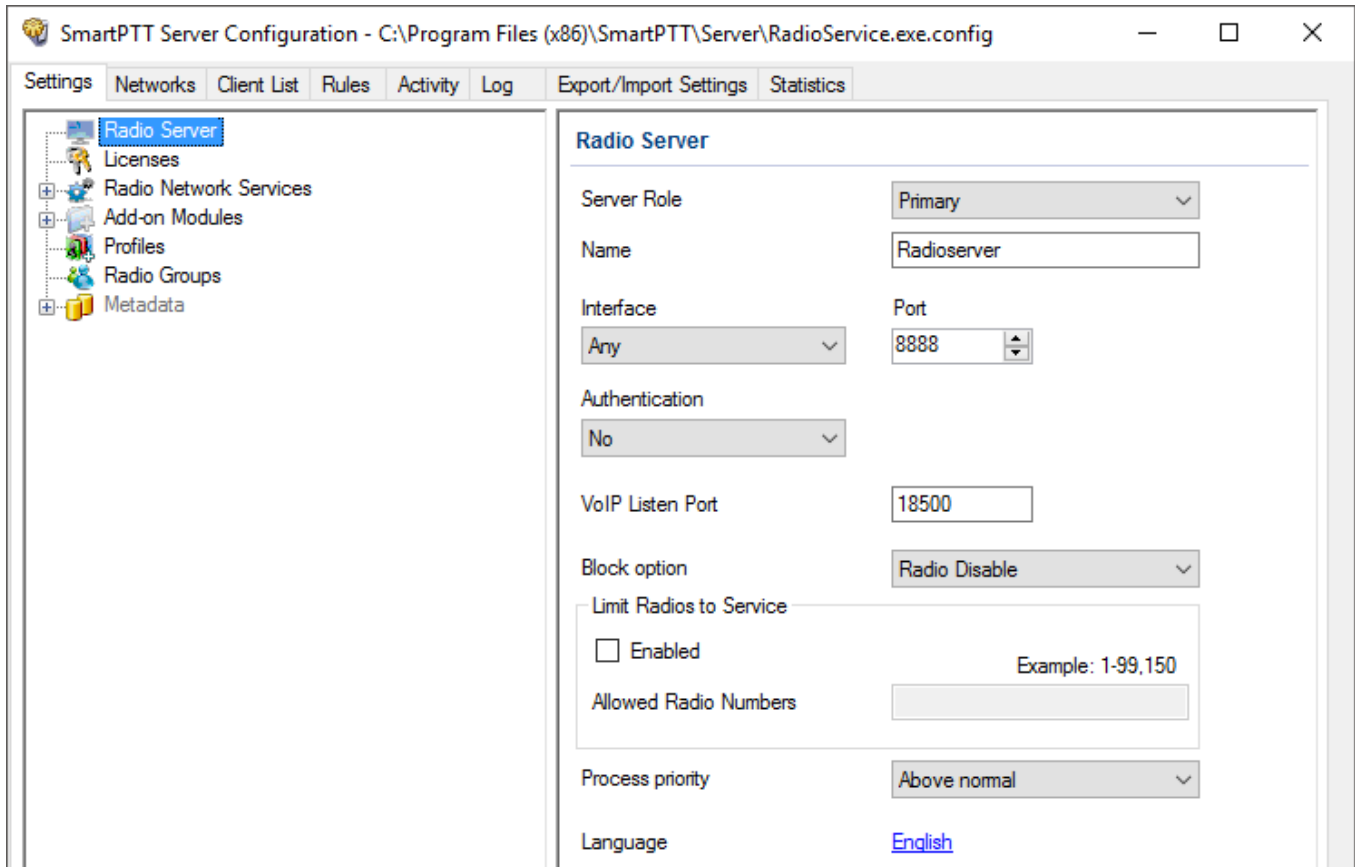 SmartPTT Server Configuration - C:\Program Files (x86)\SmartPTT\Server\RadioService.exe.config
Settings Networks Client List Rules Activity Log Export/Import Settings Statistics
Radio Server
Licenses
Radio Network Services
Add-on Modules
Profiles
Radio Groups
Metadata
Radio Server
Server Role Primary
Name Radioserver
Interface Port
Any 8888
Authentication
No
VoIP Listen Port 18500
Block option Radio Disable
Limit Radios to Service
Enabled
Example: 1-99,150
Allowed Radio Numbers
Process priority Above normal
Language English